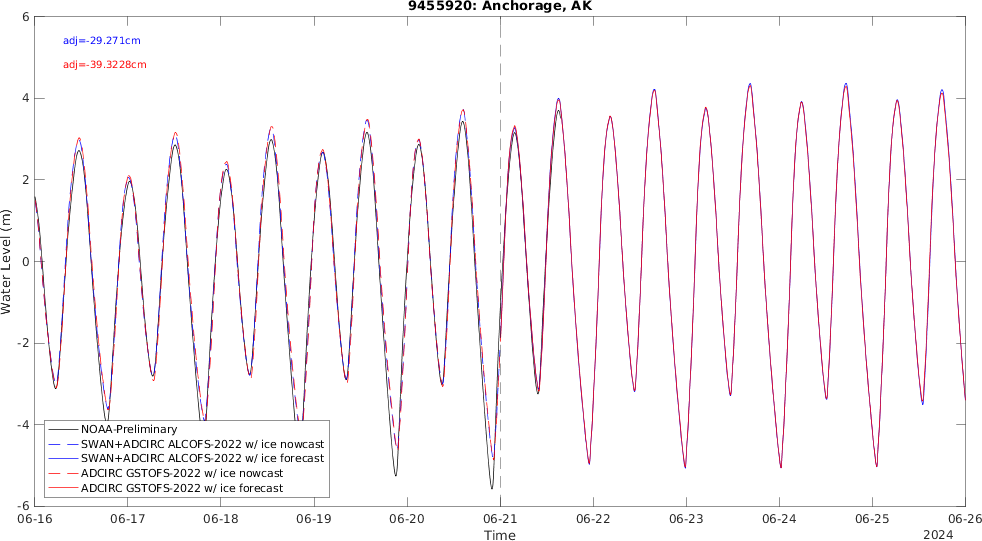 9455920: Anchorage, AK
adj=-29.271cm
adj=-39.3228cm
6
4
2
0
-2
-4
-6
Water Level (m)
NOAA-Preliminary
SWAN+ADCIRC ALCOFS-2022 w/ ice nowcast
SWAN+ADCIRC ALCOFS-2022 w/ ice forecast
ADCIRC GSTOFS-2022 w/ ice nowcast
ADCIRC GSTOFS-2022 w/ ice forecast
06-16 06-17 06-18 06-19 06-20 06-21 06-22 06-23 06-24 06-25 06-26
Time
2024